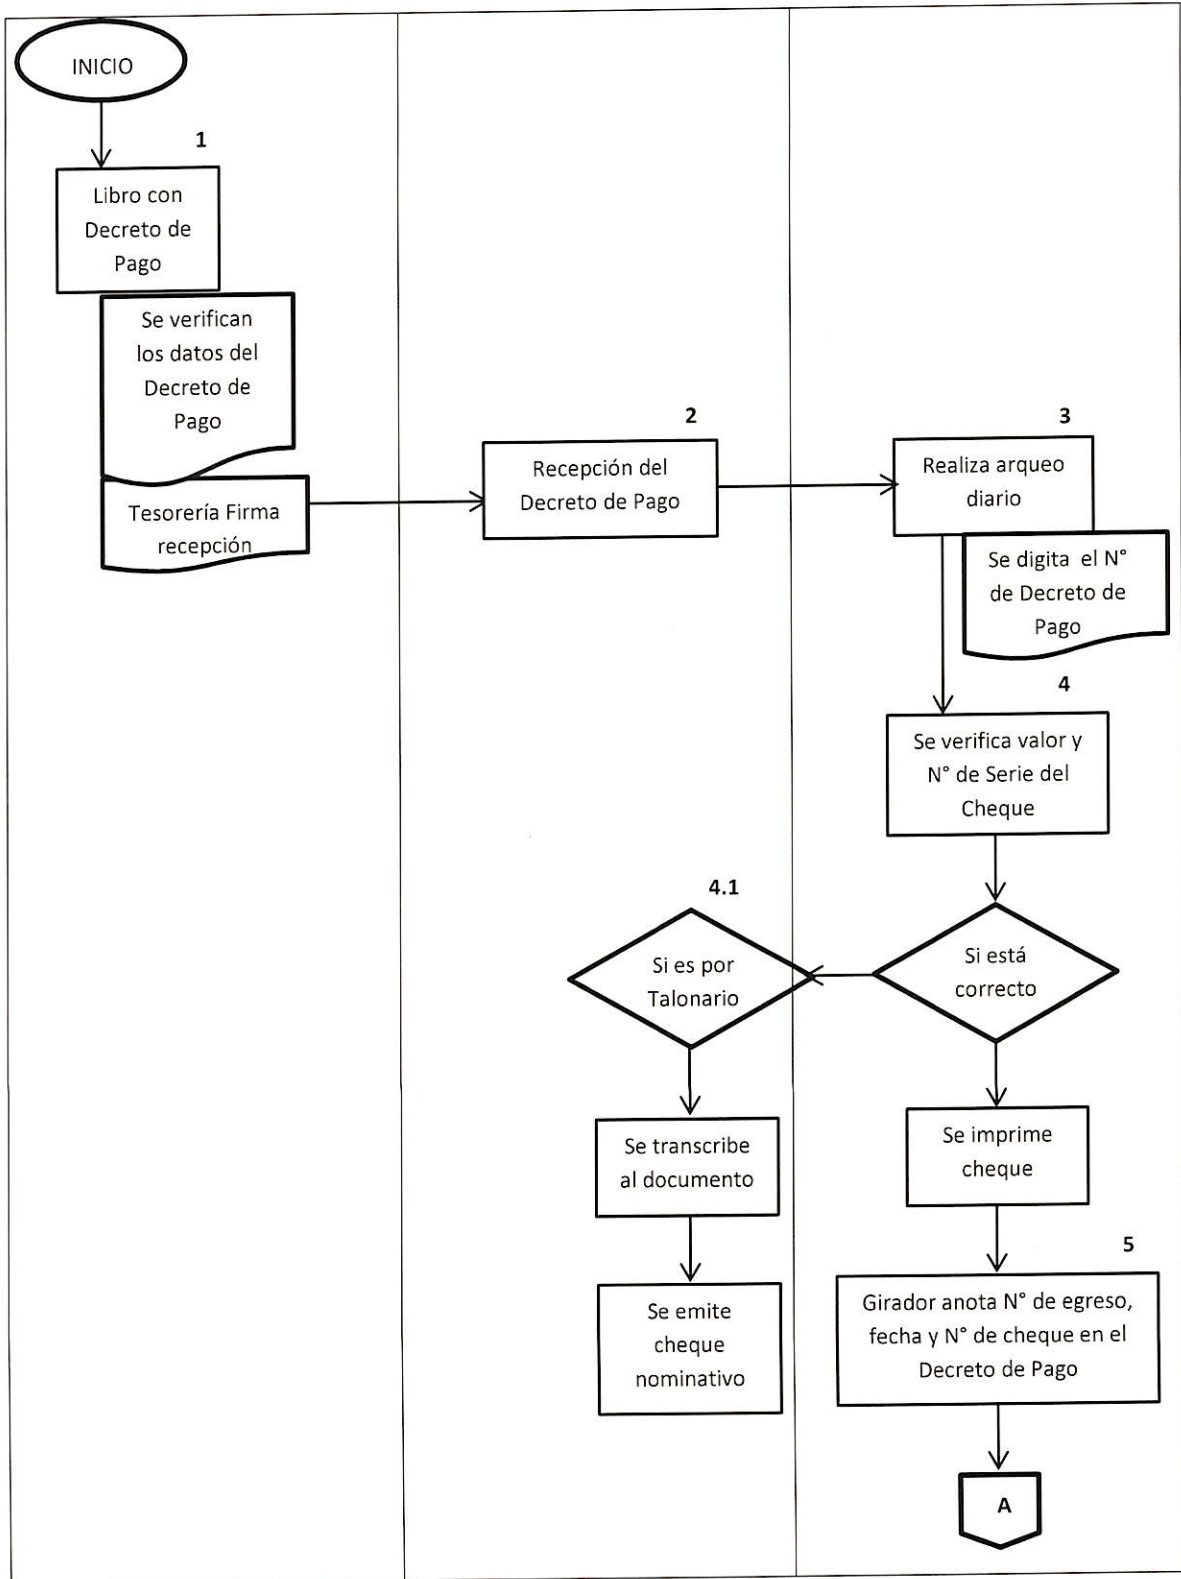 INICIO
1
Libro con
Decreto de
Pago
Se verifican
los datos del
Decreto de
Pago
Tesorería Firma
recepción
2
Recepción del
Decreto de Pago
3
Realiza arqueo
diario
Se digita el N°
de Decreto de
Pago
4
Se verifica valor y
N° de Serie del
Cheque
Si está
correcto
4.1
Si es por
Talonario
Se transcribe
al documento
Se emite
cheque
nominativo
Se imprime
cheque
5
Girador anota N° de egreso,
fecha y N° de cheque en el
Decreto de Pago
A